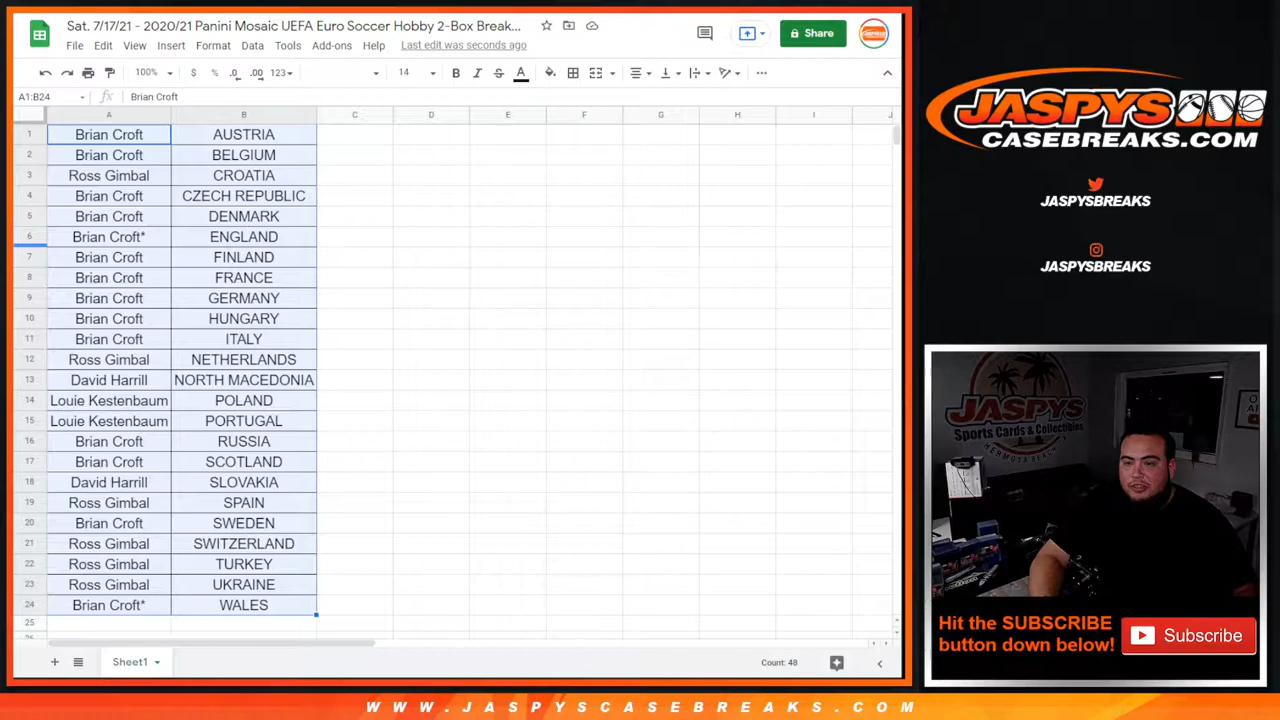 Sat. 7/17/21 - 2020/21 Panini Mosaic UEFA Euro Soccer Hobby 2-Box Break...
File Edit View Insert Format Data Tools Add-ons Help Last edit was seconds ago
Share
100% $ % .0 .00 123 14 B I S A
A1:B24 fx Brian Croft
A B C D E F G H I J
1 Brian Croft AUSTRIA
2 Brian Croft BELGIUM
3 Ross Gimbal CROATIA
4 Brian Croft CZECH REPUBLIC
5 Brian Croft DENMARK
6 Brian Croft* ENGLAND
7 Brian Croft FINLAND
8 Brian Croft FRANCE
9 Brian Croft GERMANY
10 Brian Croft HUNGARY
11 Brian Croft ITALY
12 Ross Gimbal NETHERLANDS
13 David Harrill NORTH MACEDONIA
14 Louie Kestenbaum POLAND
15 Louie Kestenbaum PORTUGAL
16 Brian Croft RUSSIA
17 Brian Croft SCOTLAND
18 David Harrill SLOVAKIA
19 Ross Gimbal SPAIN
20 Brian Croft SWEDEN
21 Ross Gimbal SWITZERLAND
22 Ross Gimbal TURKEY
23 Ross Gimbal UKRAINE
24 Brian Croft* WALES
25
Sheet1
Count: 48
JASPYS
CASEBREAKS.COM
JASPYSBREAKS
JASPYSBREAKS
JASPYS
Sports Cards & Collectibles
HERMOSA BEACH
Hit the SUBSCRIBE
button down below!
Subscribe
WWW.JASPYSCASEBREAKS.COM